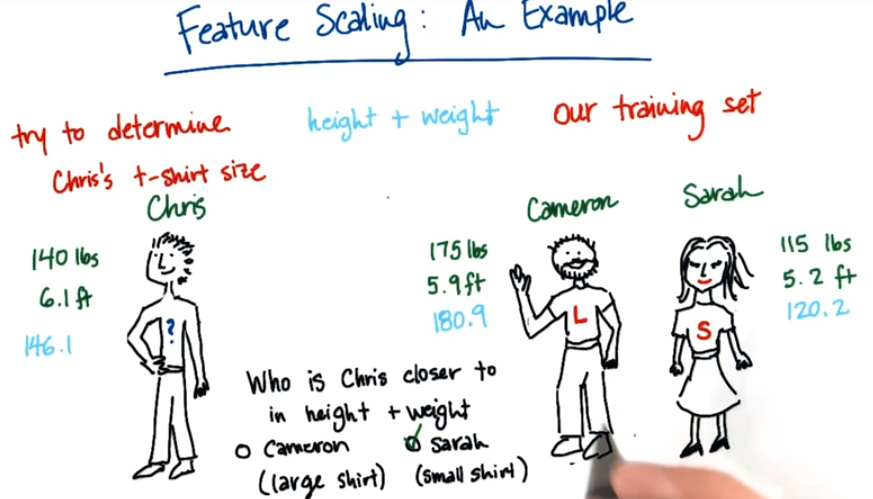 Feature Scaling: An Example
try to determine
Chris's t-shirt size
height + weight
our training set
Chris
140 lbs
6.1 ft
146.1
?
Cameron
175 lbs
5.9 ft
180.9
L
Sarah
115 lbs
5.2 ft
120.2
S
Who is Chris closer to
in height + weight
Cameron
(large shirt)
Sarah
(small shirt)